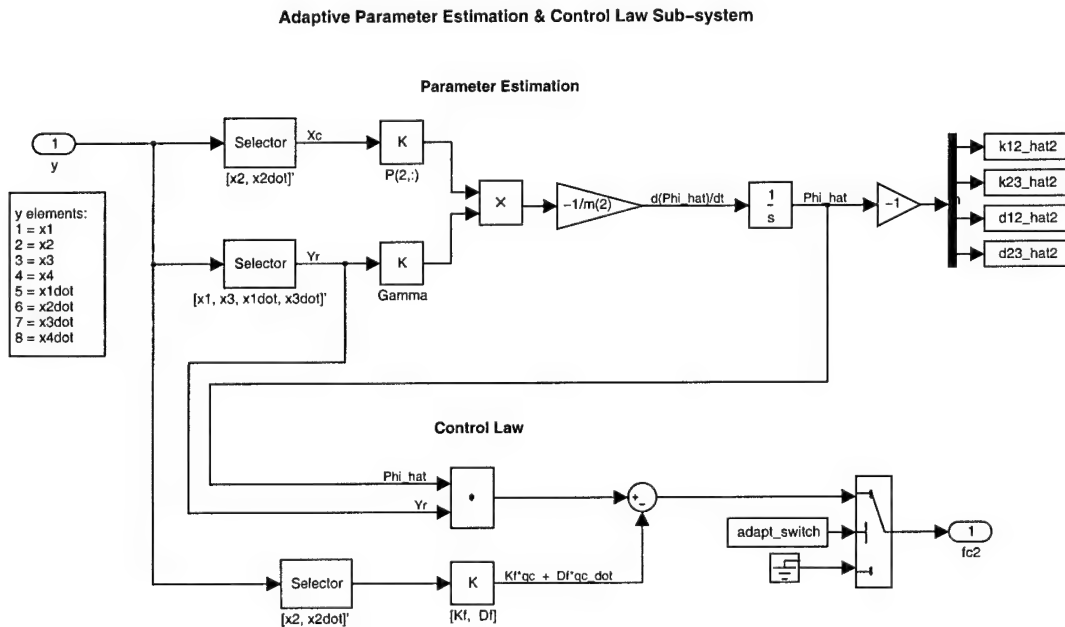 Adaptive Parameter Estimation & Control Law Sub−system
Parameter Estimation
1
y
Selector
Xc
[x2, x2dot]'
K
P(2,:)
×
−1/m(2)
d(Phi_hat)/dt
1
s
Phi_hat
−1
k12_hat2
k23_hat2
d12_hat2
d23_hat2
y elements:
1 = x1
2 = x2
3 = x3
4 = x4
5 = x1dot
6 = x2dot
7 = x3dot
8 = x4dot
Selector
Yr
[x1, x3, x1dot, x3dot]'
K
Gamma
Control Law
Phi_hat
Yr
+
−
adapt_switch
1
fc2
Selector
[x2, x2dot]'
K
[Kf, Df]
Kf*qc + Df*qc_dot